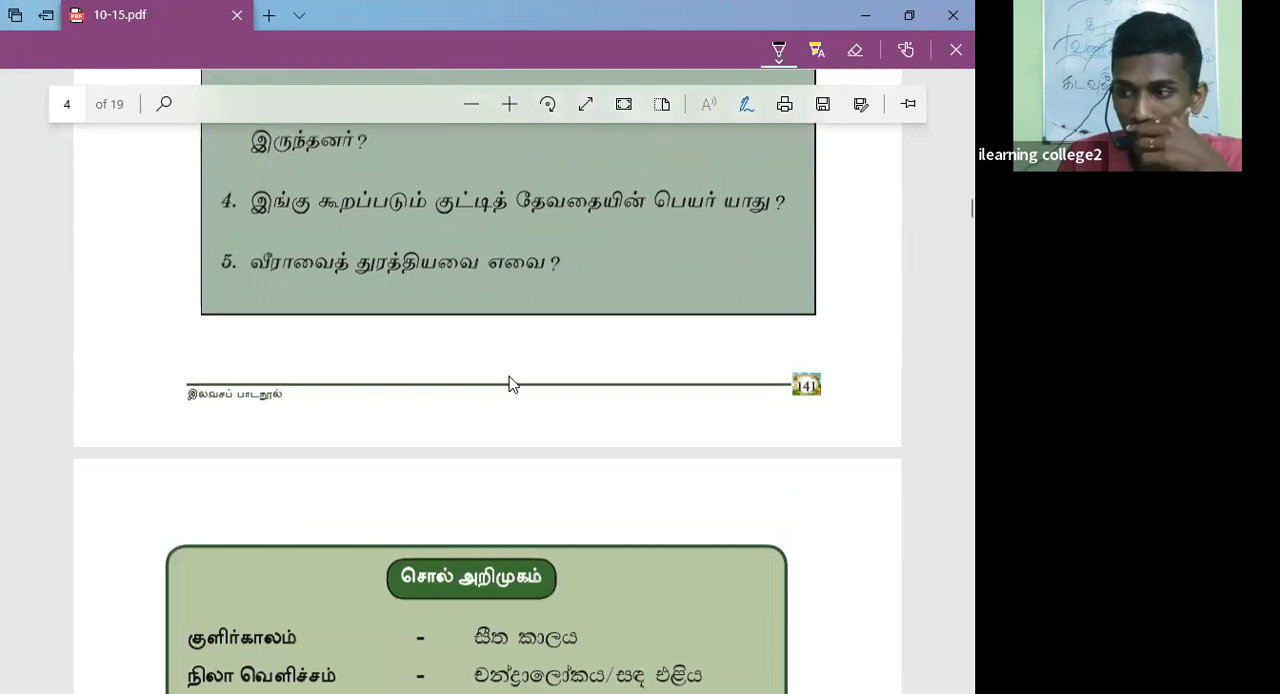 10-15.pdf
4 of 19
இருந்தனர்?
4. இங்கு கூறப்படும் குட்டித் தேவதையின் பெயர் யாது?
5. வீராவைத் துரத்தியவை எவை?
இலவசப் பாடநூல்
141
சொல் அறிமுகம்
குளிர்காலம் - සීත කාලය
நிலா வெளிச்சம் - චන්ද්‍රාලෝකය/සඳ එළිය
ilearning college2